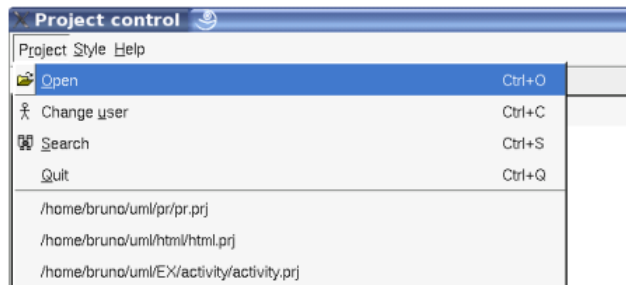 Project control
Project Style Help
Open Ctrl+O
Change user Ctrl+C
Search Ctrl+S
Quit Ctrl+Q
/home/bruno/uml/pr/pr.prj
/home/bruno/uml/html/html.prj
/home/bruno/uml/EX/activity/activity.prj